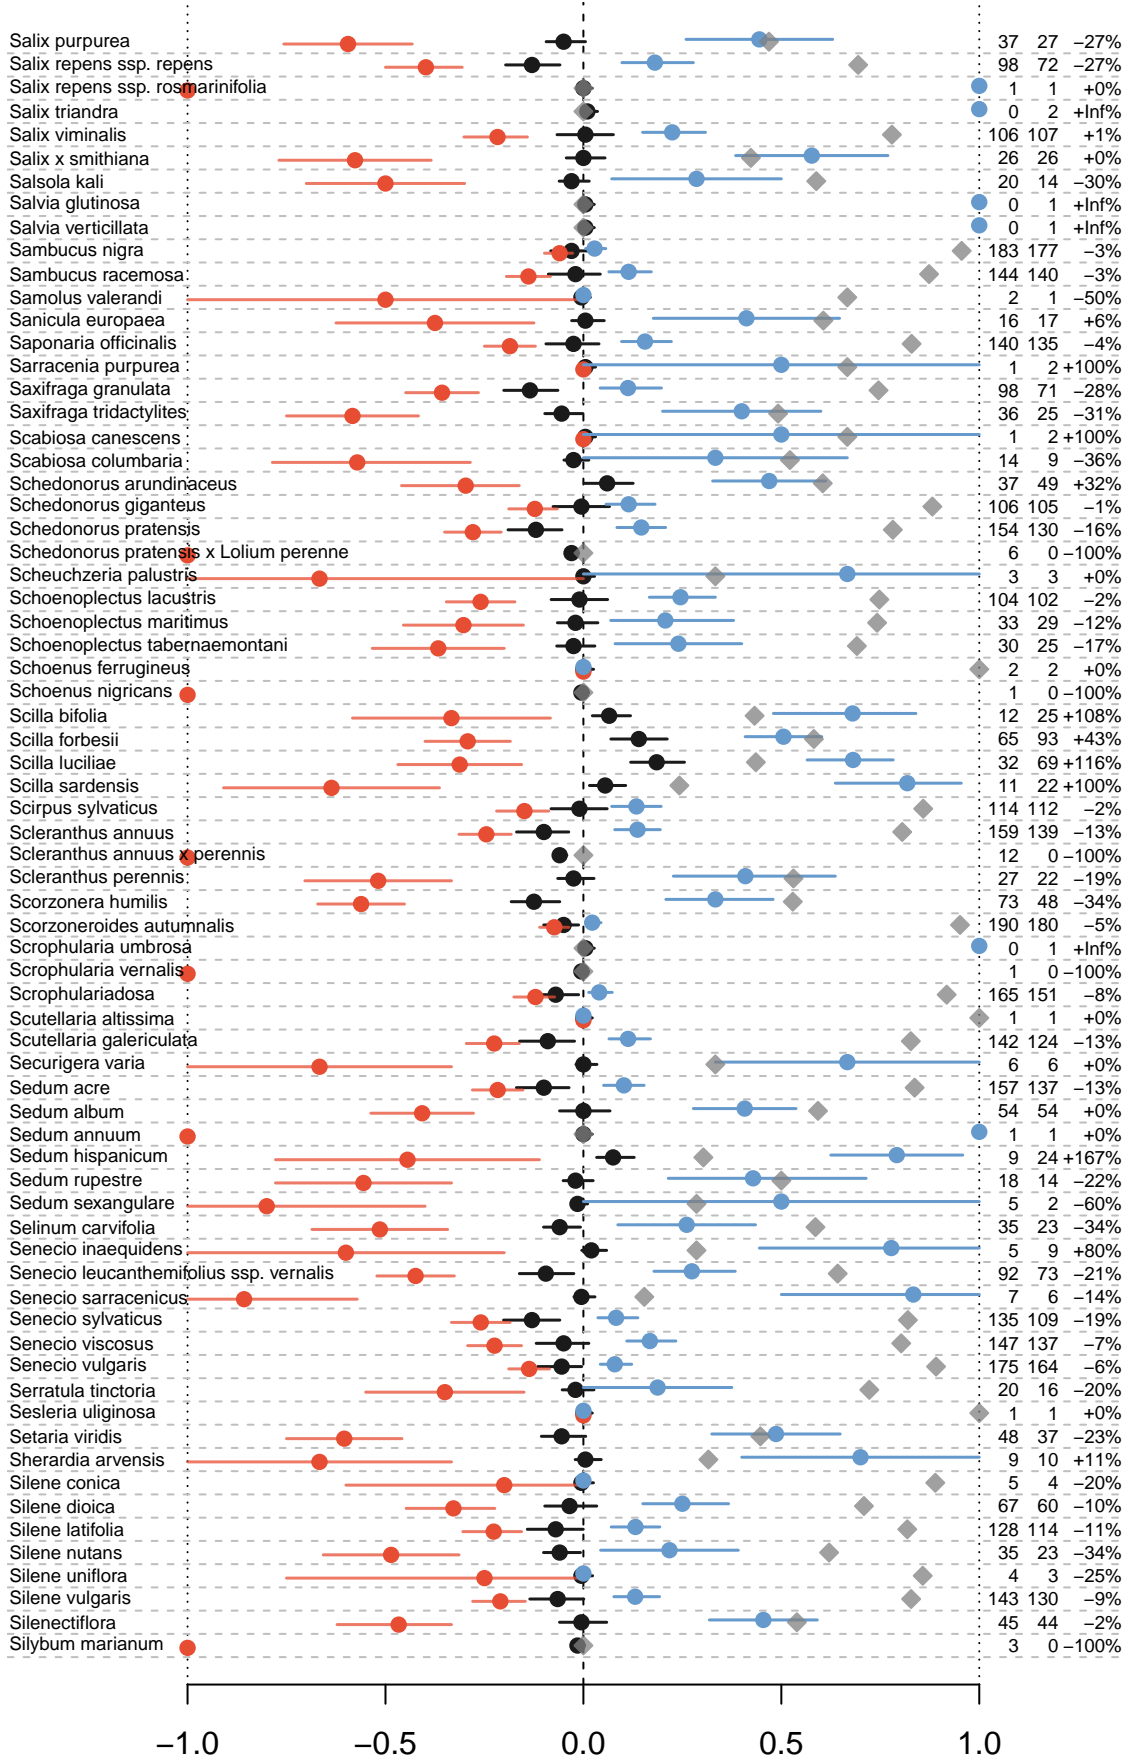 Salix purpurea 37 27 −27%
Salix repens ssp. repens 98 72 −27%
Salix repens ssp. rosmarinifolia 1 1 +0%
Salix triandra 0 2 +Inf%
Salix viminalis 106 107 +1%
Salix x smithiana 26 26 +0%
Salsola kali 20 14 −30%
Salvia glutinosa 0 1 +Inf%
Salvia verticillata 0 1 +Inf%
Sambucus nigra 183 177 −3%
Sambucus racemosa 144 140 −3%
Samolus valerandi 2 1 −50%
Sanicula europaea 16 17 +6%
Saponaria officinalis 140 135 −4%
Sarracenia purpurea 1 2 +100%
Saxifraga granulata 98 71 −28%
Saxifraga tridactylites 36 25 −31%
Scabiosa canescens 1 2 +100%
Scabiosa columbaria 14 9 −36%
Schedonorus arundinaceus 37 49 +32%
Schedonorus giganteus 106 105 −1%
Schedonorus pratensis 154 130 −16%
Schedonorus pratensis x Lolium perenne 6 0 −100%
Scheuchzeria palustris 3 3 +0%
Schoenoplectus lacustris 104 102 −2%
Schoenoplectus maritimus 33 29 −12%
Schoenoplectus tabernaemontani 30 25 −17%
Schoenus ferrugineus 2 2 +0%
Schoenus nigricans 1 0 −100%
Scilla bifolia 12 25 +108%
Scilla forbesii 65 93 +43%
Scilla luciliae 32 69 +116%
Scilla sardensis 11 22 +100%
Scirpus sylvaticus 114 112 −2%
Scleranthus annuus 159 139 −13%
Scleranthus annuus x perennis 12 0 −100%
Scleranthus perennis 27 22 −19%
Scorzonera humilis 73 48 −34%
Scorzoneroides autumnalis 190 180 −5%
Scrophularia umbrosa 0 1 +Inf%
Scrophularia vernalis 1 0 −100%
Scrophulariadosa 165 151 −8%
Scutellaria altissima 1 1 +0%
Scutellaria galericulata 142 124 −13%
Securigera varia 6 6 +0%
Sedum acre 157 137 −13%
Sedum album 54 54 +0%
Sedum annuum 1 1 +0%
Sedum hispanicum 9 24 +167%
Sedum rupestre 18 14 −22%
Sedum sexangulare 5 2 −60%
Selinum carvifolia 35 23 −34%
Senecio inaequidens 5 9 +80%
Senecio leucanthemifolius ssp. vernalis 92 73 −21%
Senecio sarracenicus 7 6 −14%
Senecio sylvaticus 135 109 −19%
Senecio viscosus 147 137 −7%
Senecio vulgaris 175 164 −6%
Serratula tinctoria 20 16 −20%
Sesleria uliginosa 1 1 +0%
Setaria viridis 48 37 −23%
Sherardia arvensis 9 10 +11%
Silene conica 5 4 −20%
Silene dioica 67 60 −10%
Silene latifolia 128 114 −11%
Silene nutans 35 23 −34%
Silene uniflora 4 3 −25%
Silene vulgaris 143 130 −9%
Silenectiflora 45 44 −2%
Silybum marianum 3 0 −100%
−1.0 −0.5 0.0 0.5 1.0